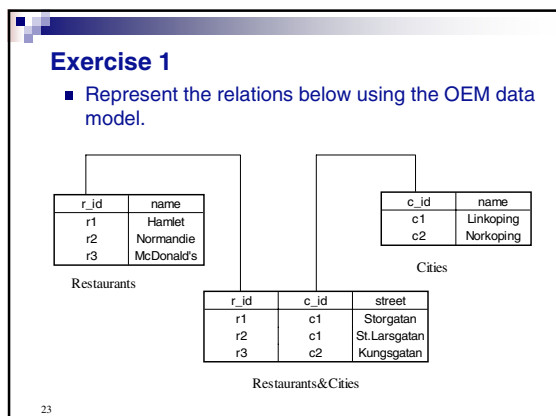 Exercise 1
Represent the relations below using the OEM data
model.
r_id name
r1 Hamlet
r2 Normandie
r3 McDonald's
Restaurants
c_id name
c1 Linkoping
c2 Norkoping
Cities
r_id c_id street
r1 c1 Storgatan
r2 c1 St.Larsgatan
r3 c2 Kungsgatan
Restaurants&Cities
23